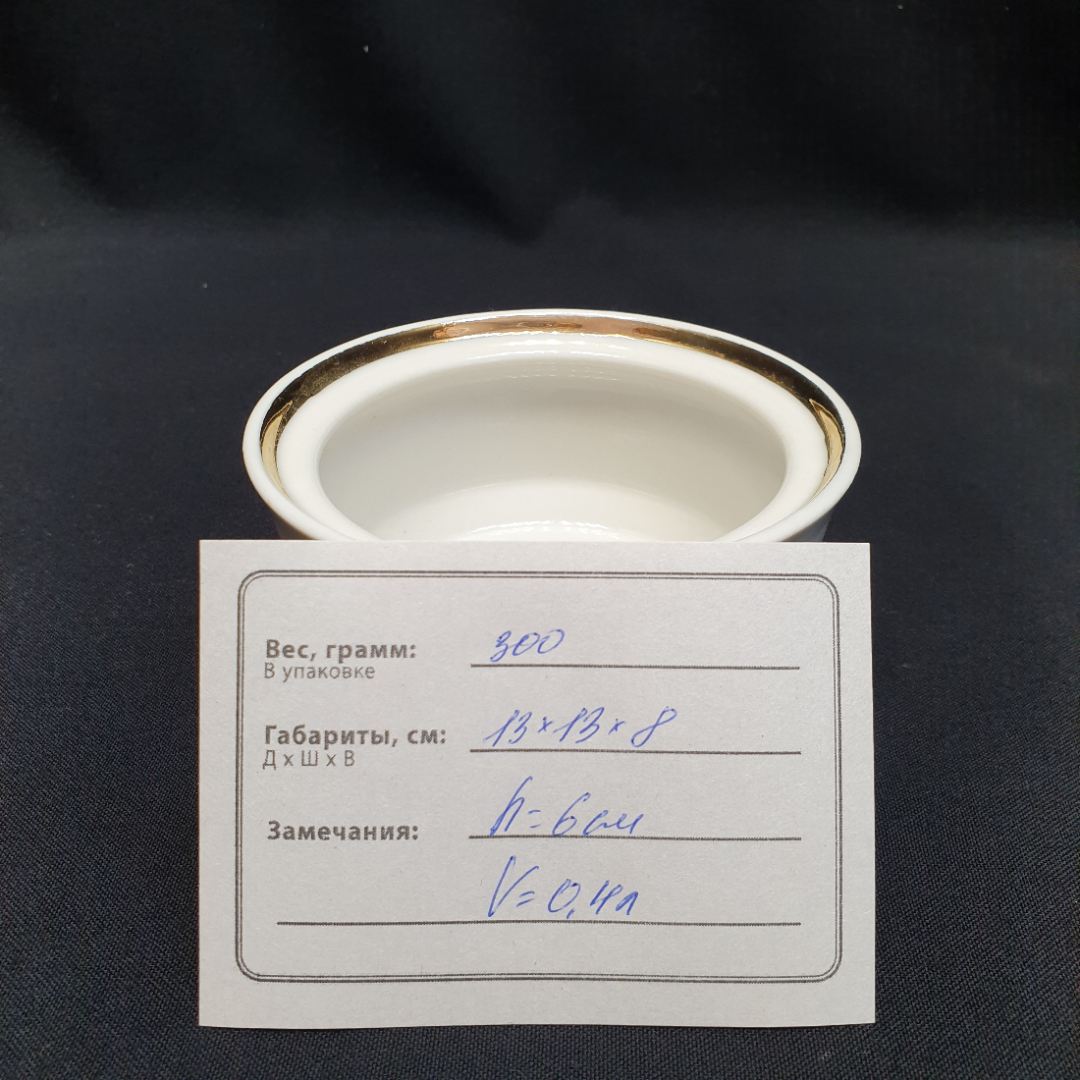 Вес, грамм: 300
В упаковке
Габариты, см: 13×13×8
Д х Ш х В
Замечания: h=6см
V=0,4л